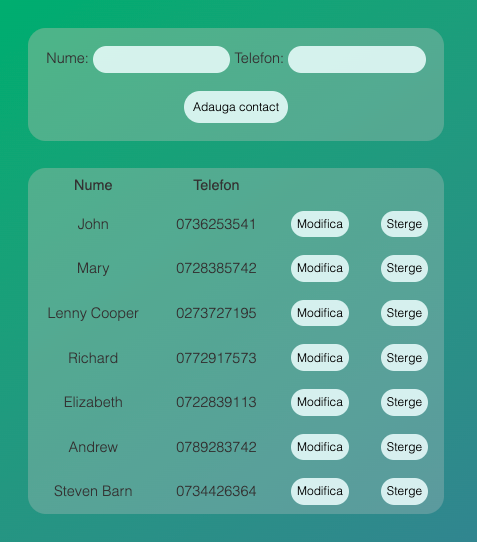 Nume: Telefon:
Adauga contact
Nume Telefon
John 0736253541 Modifica Sterge
Mary 0728385742 Modifica Sterge
Lenny Cooper 0273727195 Modifica Sterge
Richard 0772917573 Modifica Sterge
Elizabeth 0722839113 Modifica Sterge
Andrew 0789283742 Modifica Sterge
Steven Barn 0734426364 Modifica Sterge